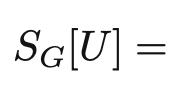 S_G[U] =